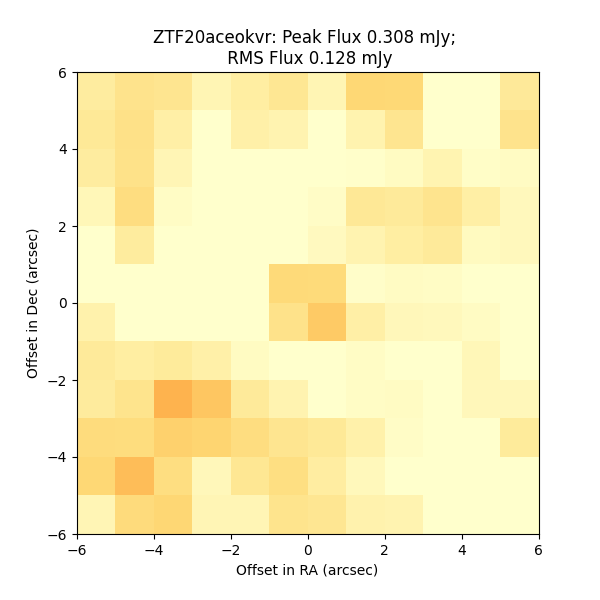 ZTF20aceokvr: Peak Flux 0.308 mJy;
RMS Flux 0.128 mJy
6
4
2
0
−2
−4
−6
Offset in Dec (arcsec)
−6 −4 −2 0 2 4 6
Offset in RA (arcsec)